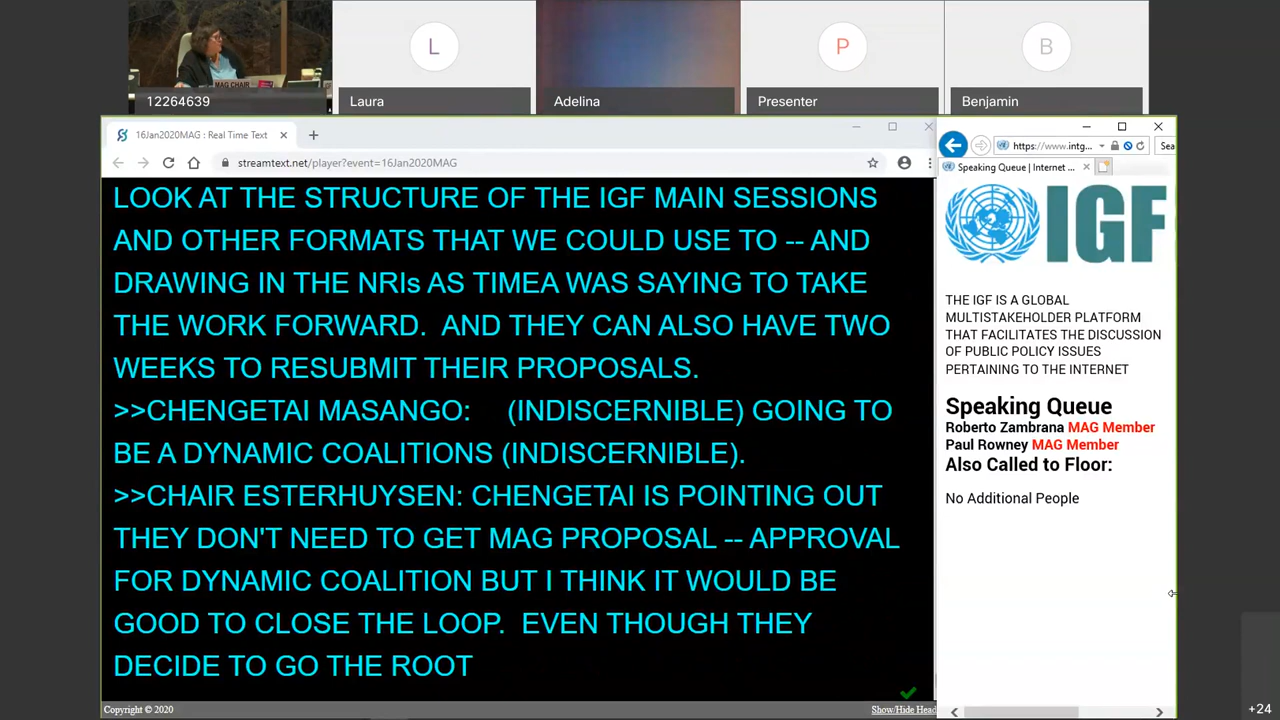 MAG CHAIR
L
P
B
12264639
Laura
Adelina
Presenter
Benjamin
16Jan2020MAG : Real Time Text
streamtext.net/player?event=16Jan2020MAG
LOOK AT THE STRUCTURE OF THE IGF MAIN SESSIONS
AND OTHER FORMATS THAT WE COULD USE TO -- AND
DRAWING IN THE NRIs AS TIMEA WAS SAYING TO TAKE
THE WORK FORWARD.  AND THEY CAN ALSO HAVE TWO
WEEKS TO RESUBMIT THEIR PROPOSALS.
>>CHENGETAI MASANGO:     (INDISCERNIBLE) GOING TO
BE A DYNAMIC COALITIONS (INDISCERNIBLE).
>>CHAIR ESTERHUYSEN: CHENGETAI IS POINTING OUT
THEY DON'T NEED TO GET MAG PROPOSAL -- APPROVAL
FOR DYNAMIC COALITION BUT I THINK IT WOULD BE
GOOD TO CLOSE THE LOOP.  EVEN THOUGH THEY
DECIDE TO GO THE ROOT
Copyright © 2020
Show/Hide Head
https://www.intg...
Sea
Speaking Queue | Internet ...
IGF
THE IGF IS A GLOBAL
MULTISTAKEHOLDER PLATFORM
THAT FACILITATES THE DISCUSSION
OF PUBLIC POLICY ISSUES
PERTAINING TO THE INTERNET
Speaking Queue
Roberto Zambrana MAG Member
Paul Rowney MAG Member
Also Called to Floor:
No Additional People
+24